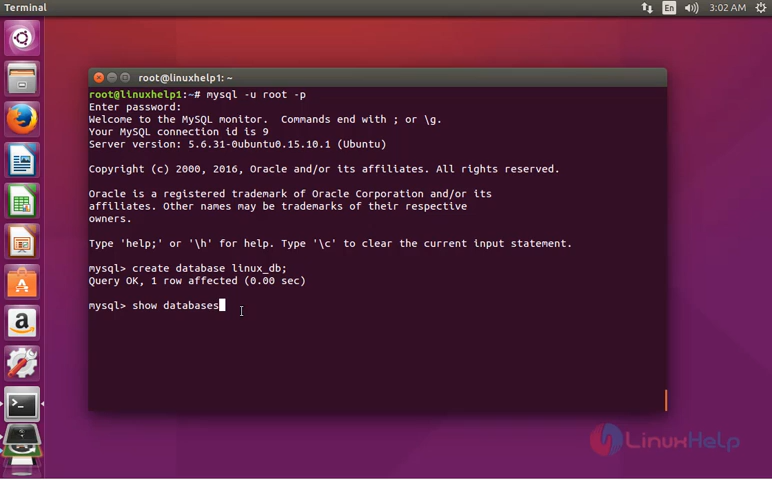 Terminal
En
3:02 AM
root@linuxhelp1: ~
root@linuxhelp1:~# mysql -u root -p
Enter password:
Welcome to the MySQL monitor.  Commands end with ; or \g.
Your MySQL connection id is 9
Server version: 5.6.31-0ubuntu0.15.10.1 (Ubuntu)
Copyright (c) 2000, 2016, Oracle and/or its affiliates. All rights reserved.
Oracle is a registered trademark of Oracle Corporation and/or its
affiliates. Other names may be trademarks of their respective
owners.
Type 'help;' or '\h' for help. Type '\c' to clear the current input statement.
mysql> create database linux_db;
Query OK, 1 row affected (0.00 sec)
mysql> show databases
LinuxHelp